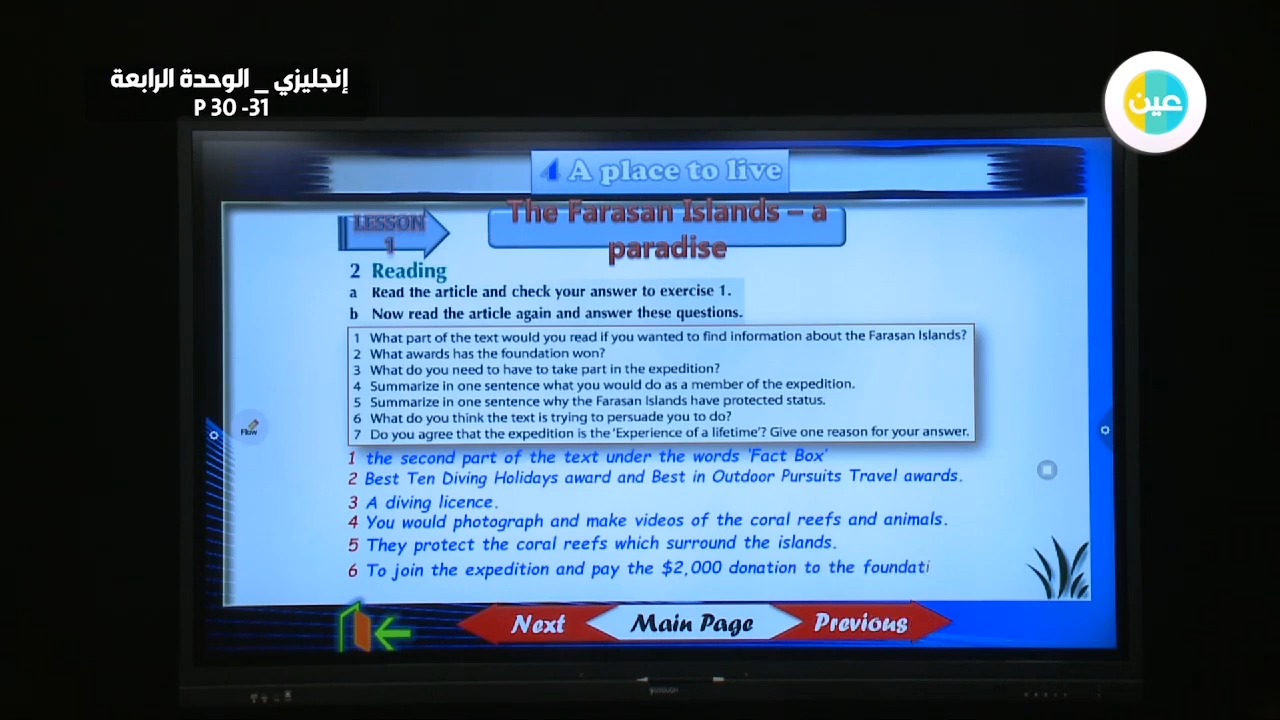 إنجليزي _ الوحدة الرابعة
P 30 -31
عين
4 A place to live
LESSON
1
The Farasan Islands – a
paradise
2 Reading
a Read the article and check your answer to exercise 1.
b Now read the article again and answer these questions.
1 What part of the text would you read if you wanted to find information about the Farasan Islands?
2 What awards has the foundation won?
3 What do you need to have to take part in the expedition?
4 Summarize in one sentence what you would do as a member of the expedition.
5 Summarize in one sentence why the Farasan Islands have protected status.
6 What do you think the text is trying to persuade you to do?
7 Do you agree that the expedition is the 'Experience of a lifetime'? Give one reason for your answer.
Flow
1 the second part of the text under the words 'Fact Box'
2 Best Ten Diving Holidays award and Best in Outdoor Pursuits Travel awards.
3 A diving licence.
4 You would photograph and make videos of the coral reefs and animals.
5 They protect the coral reefs which surround the islands.
6 To join the expedition and pay the $2,000 donation to the foundati
Next
Main Page
Previous